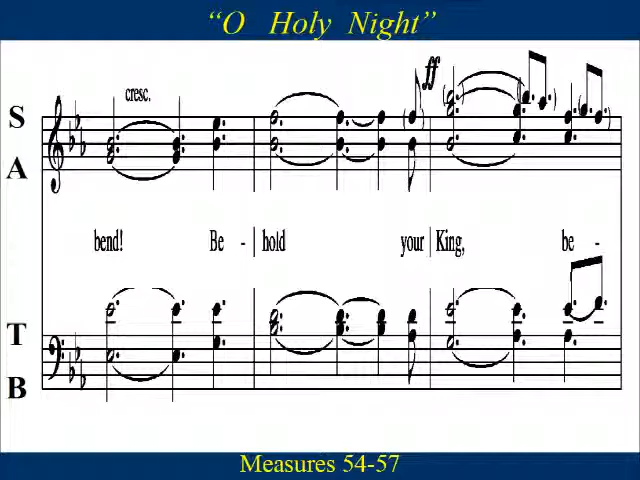 “O Holy Night”
cresc.
ff
S
A
bend! Be - hold your King, be -
T
B
Measures 54-57